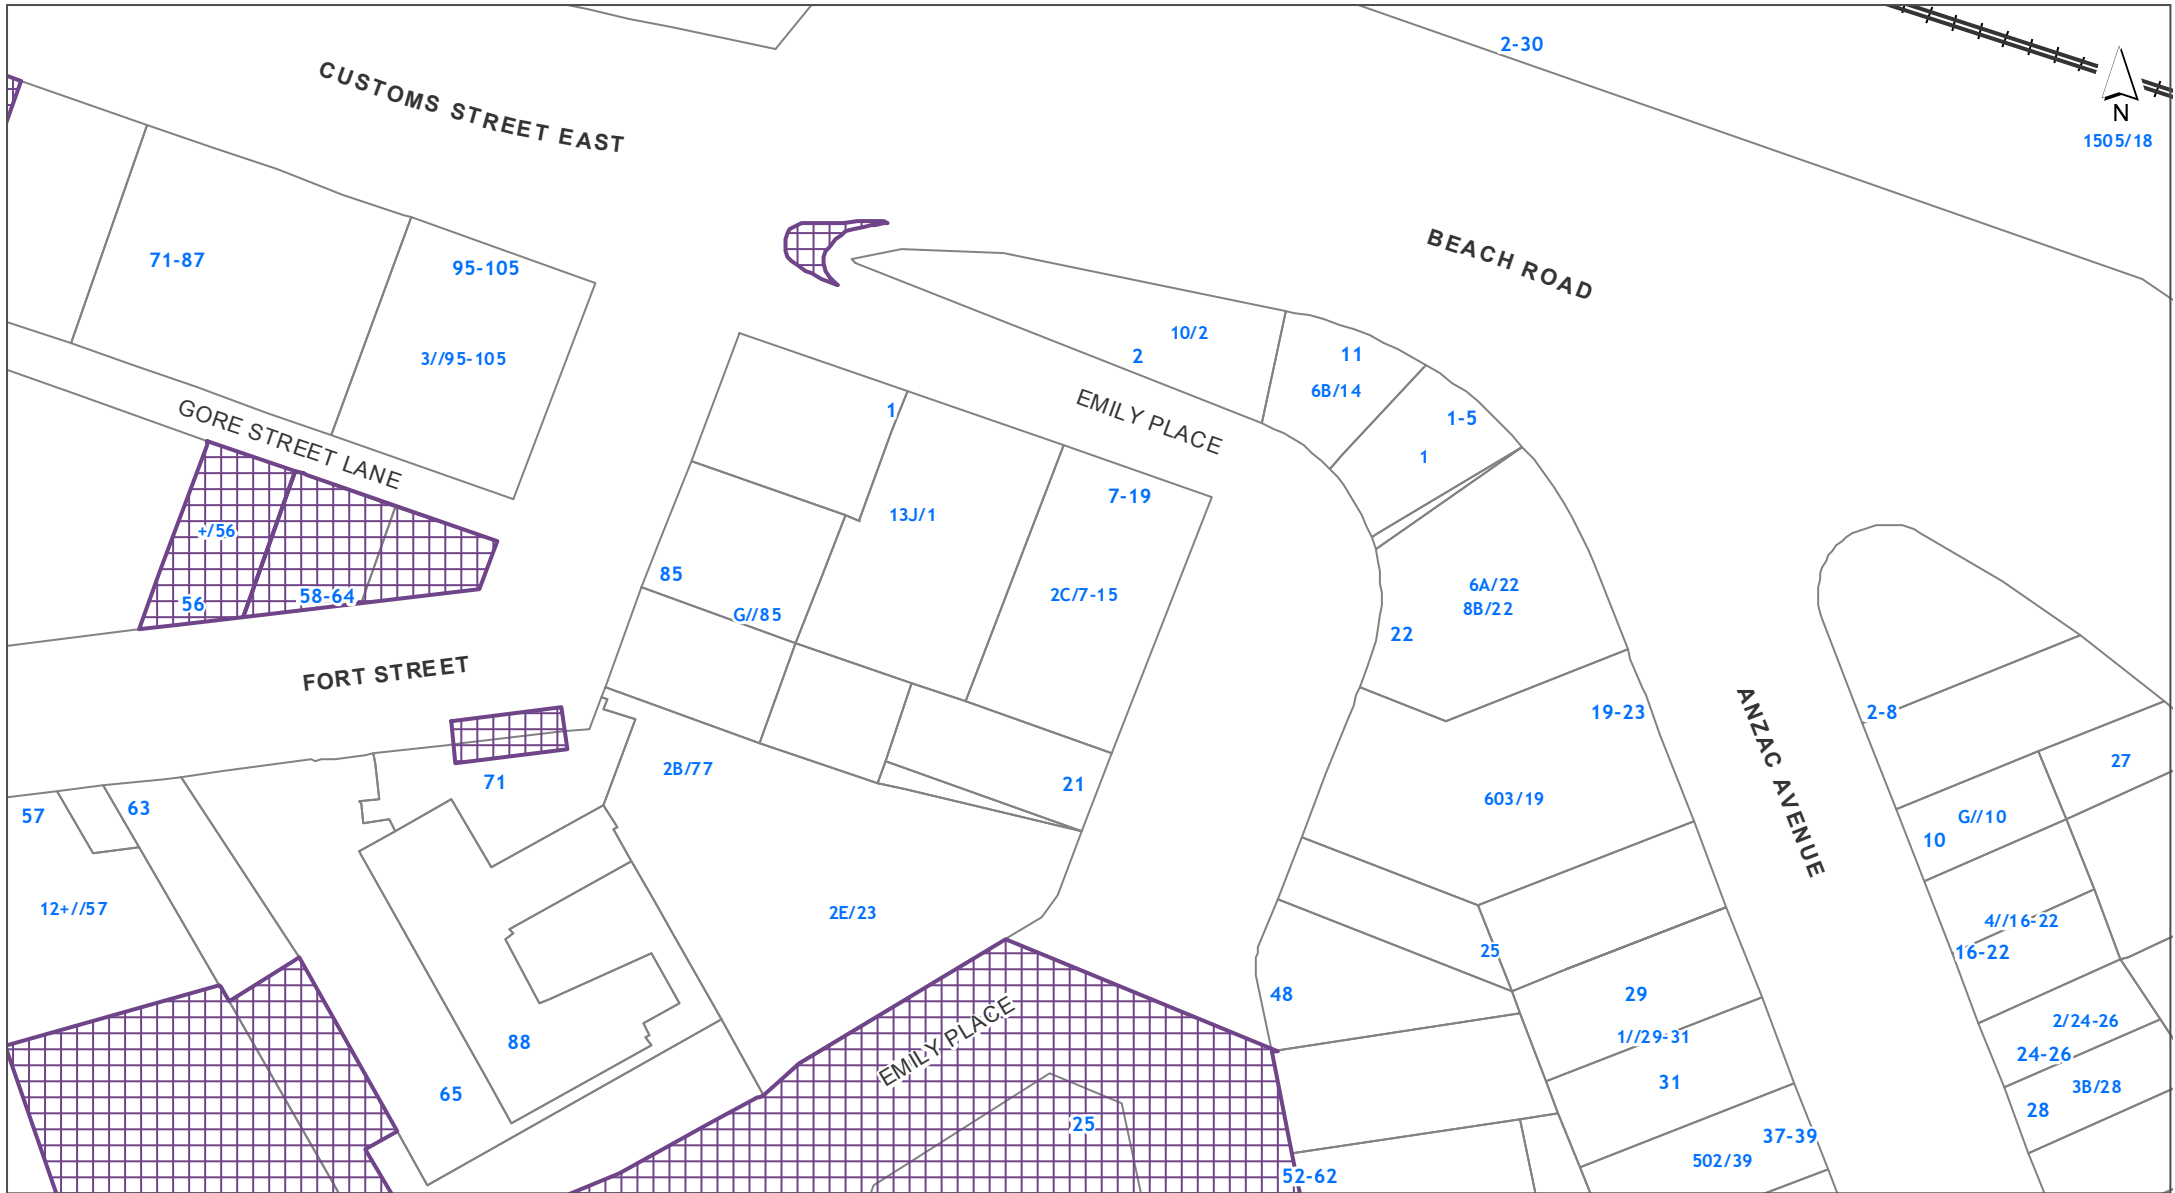 2-30
CUSTOMS STREET EAST
N
1505/18
71-87
95-105
BEACH ROAD
10/2
2
11
3//95-105
6B/14
EMILY PLACE
1
1-5
GORE STREET LANE
1
7-19
13J/1
+/56
85
6A/22
2C/7-15
58-64
56
8B/22
G//85
22
FORT STREET
19-23
2-8
ANZAC AVENUE
27
2B/77
71
21
603/19
57
63
G//10
10
12+//57
2E/23
4//16-22
25
16-22
48
29
2/24-26
EMILY PLACE
1//29-31
88
24-26
31
3B/28
65
28
25
37-39
502/39
52-62